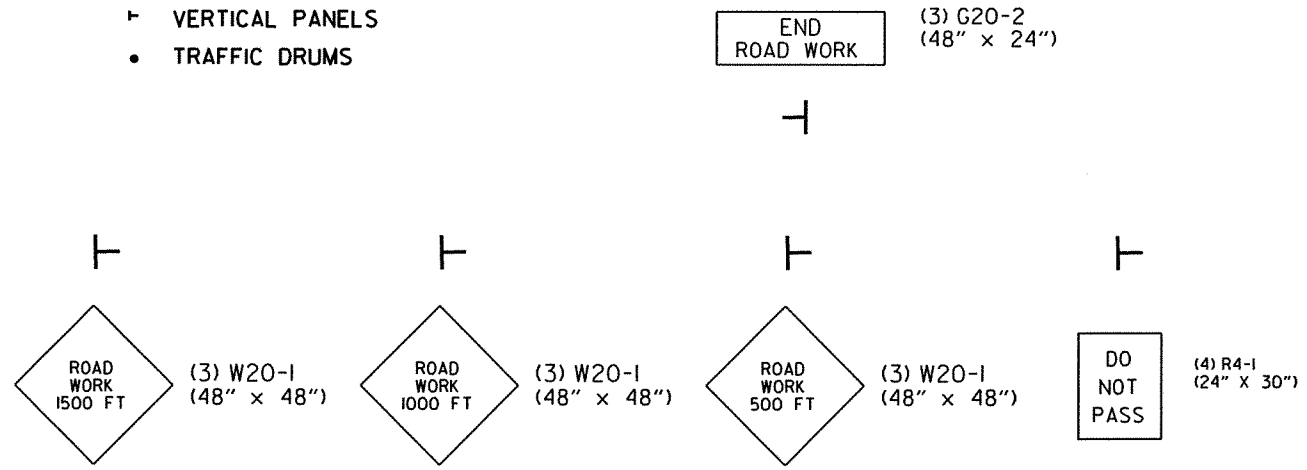 VERTICAL PANELS
TRAFFIC DRUMS
END
ROAD WORK
(3) G20-2
(48" x 24")
ROAD
WORK
1500 FT
(3) W20-1
(48" x 48")
ROAD
WORK
1000 FT
(3) W20-1
(48" x 48")
ROAD
WORK
500 FT
(3) W20-1
(48" x 48")
DO
NOT
PASS
(4) R4-1
(24" X 30")